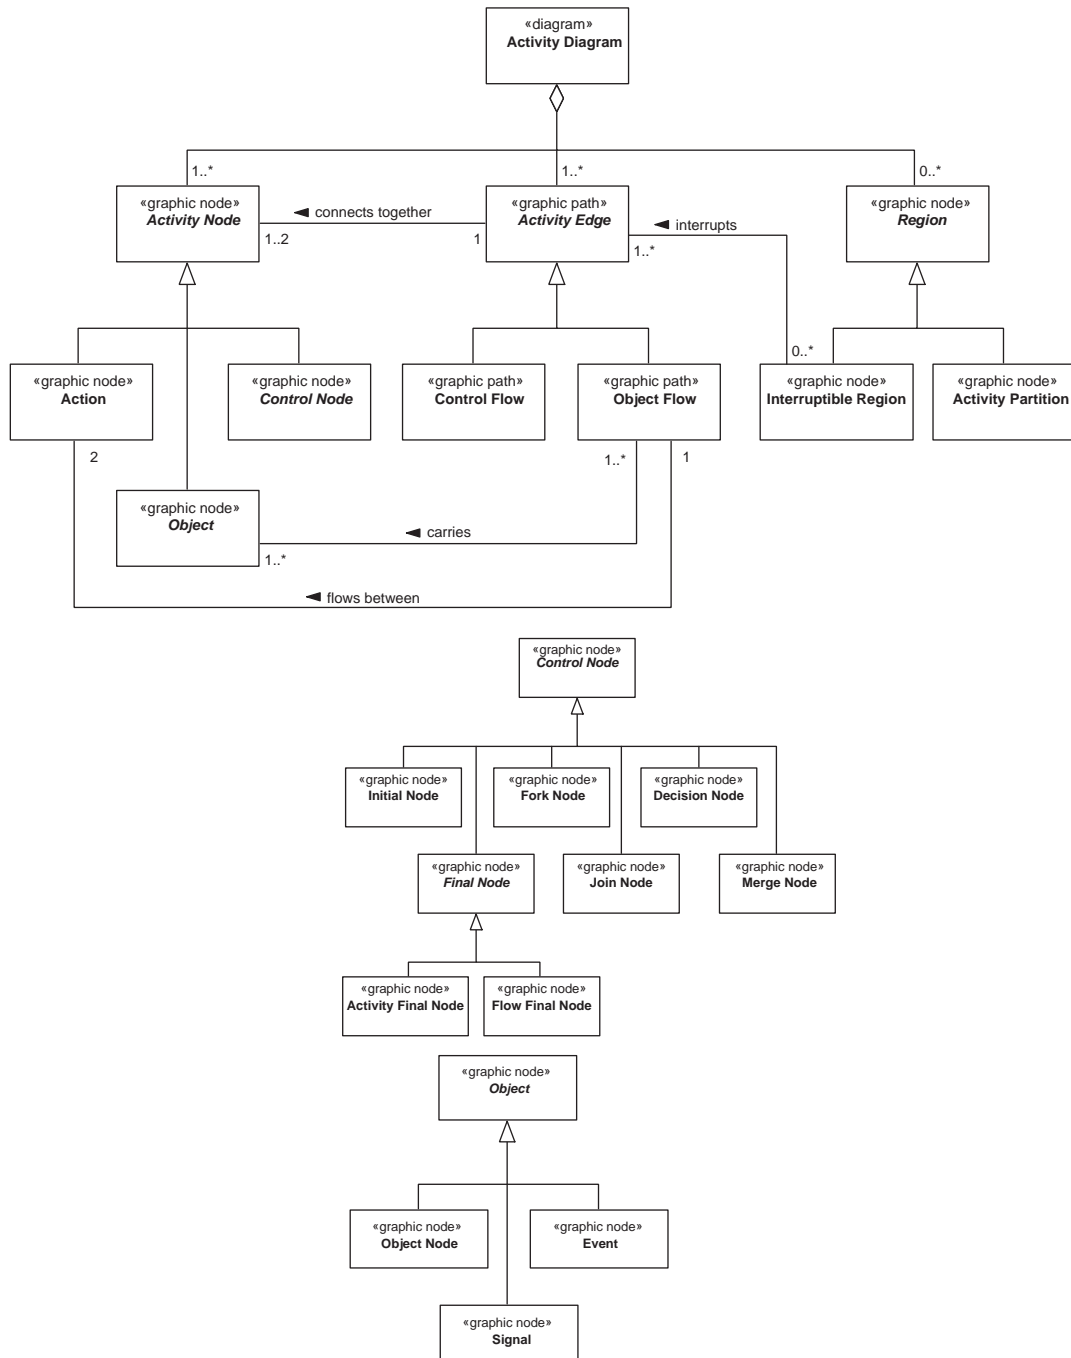 «diagram»
Activity Diagram
1..*
1..*
0..*
«graphic node»
Activity Node
«graphic path»
Activity Edge
«graphic node»
Region
connects together
interrupts
1..2
1
1..*
0..*
«graphic node»
Action
«graphic node»
Control Node
«graphic path»
Control Flow
«graphic path»
Object Flow
«graphic node»
Interruptible Region
«graphic node»
Activity Partition
2
1..*
1
«graphic node»
Object
carries
1..*
flows between
«graphic node»
Control Node
«graphic node»
Initial Node
«graphic node»
Fork Node
«graphic node»
Decision Node
«graphic node»
Final Node
«graphic node»
Join Node
«graphic node»
Merge Node
«graphic node»
Activity Final Node
«graphic node»
Flow Final Node
«graphic node»
Object
«graphic node»
Object Node
«graphic node»
Event
«graphic node»
Signal